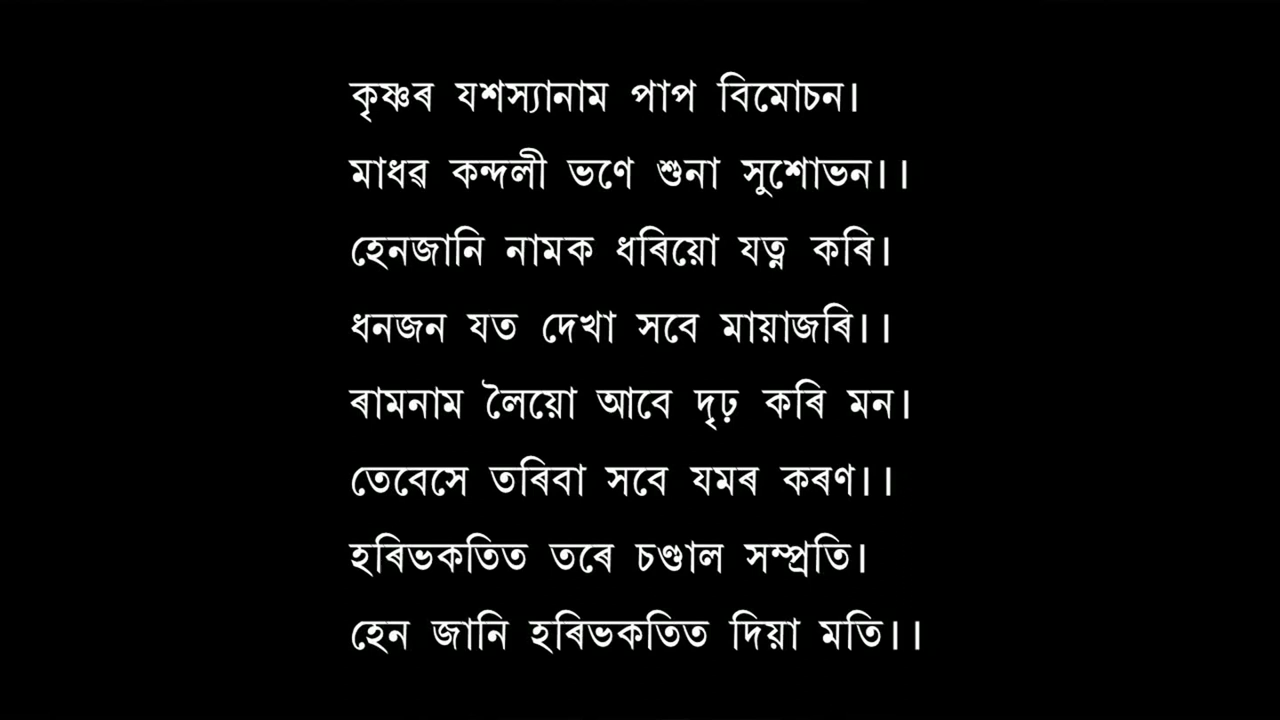 কৃষ্ণৰ যশস্যানাম পাপ বিমোচন।
মাধৱ কন্দলী ভণে শুনা সুশোভন।।
হেনজানি নামক ধৰিয়ো যত্ন কৰি।
ধনজন যত দেখা সবে মায়াজৰি।।
ৰামনাম লৈয়ো আবে দৃঢ় কৰি মন।
তেবেসে তৰিবা সবে যমৰ কৰণ।।
হৰিভকতিত তৰে চণ্ডাল সম্প্ৰতি।
হেন জানি হৰিভকতিত দিয়া মতি।।